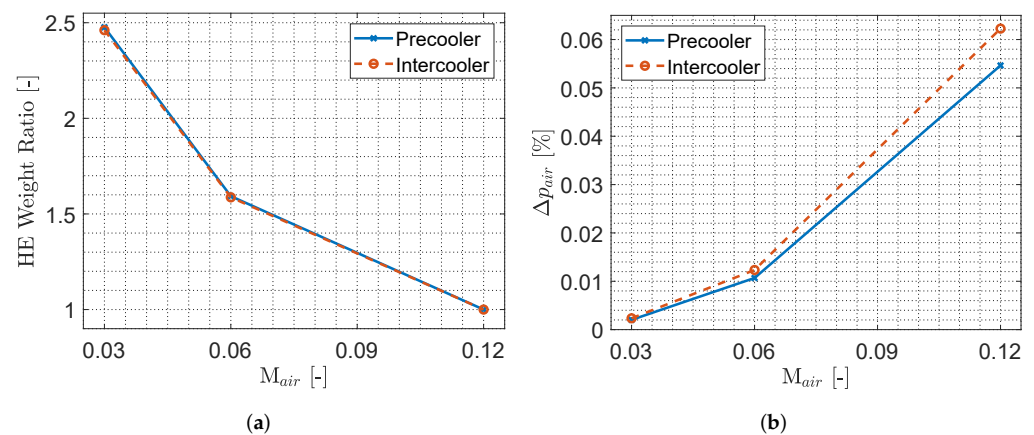 HE Weight Ratio [-]
2.5
2
1.5
1
Precooler
Intercooler
0.03 0.06 0.09 0.12
M_air [-]
(a)
Δp_air [%]
0.06
0.05
0.04
0.03
0.02
0.01
0
Precooler
Intercooler
0.03 0.06 0.09 0.12
M_air [-]
(b)